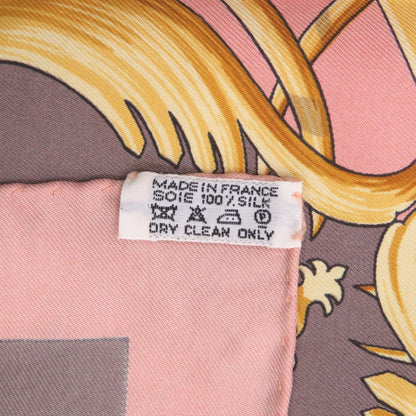 MADE IN FRANCE
SOIE 100% SILK
P
DRY CLEAN ONLY